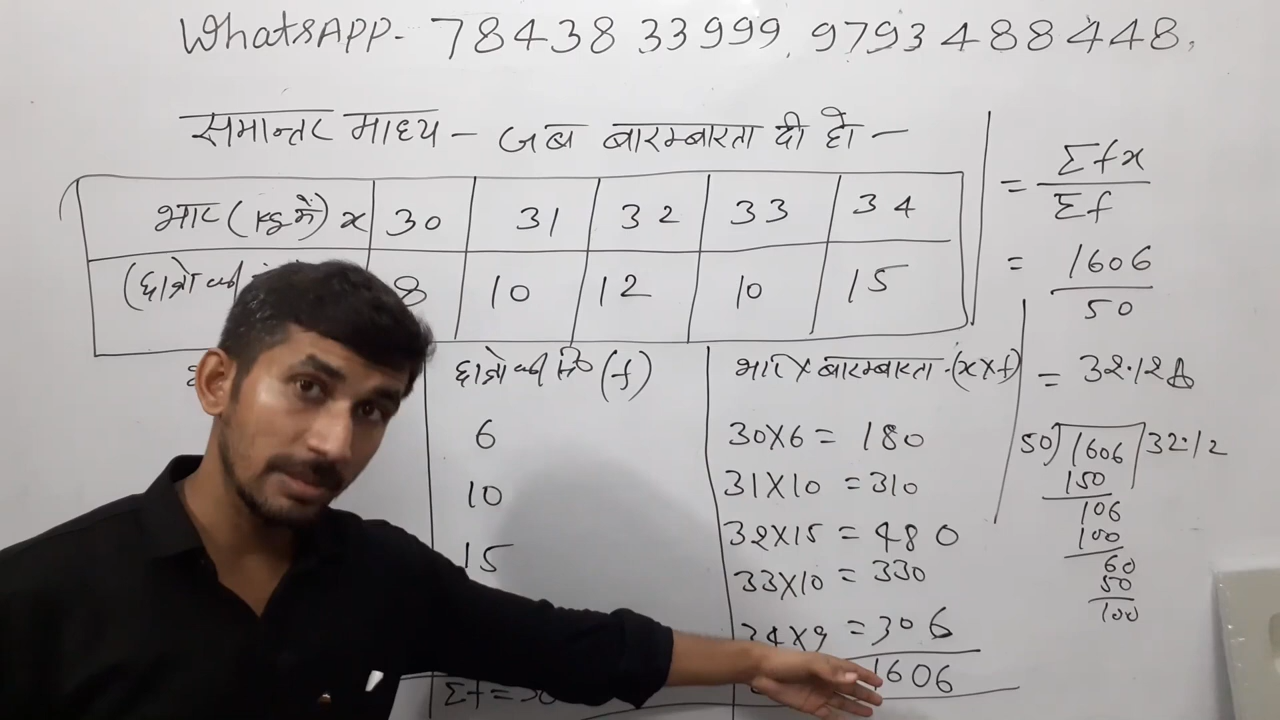 WhatsAPP- 7843833999, 9793488448,
समान्तर माध्य - जब बारम्बारता दी हो -
भार (kg में) x 30 31 32 33 34
(छात्रो की 8 10 12 10 15
छात्रो की (f) भार X बारम्बारता (x×f)
6 30×6 = 180
10 31×10 = 310
15 32×15 = 480
33×10 = 330
34×9 = 306
Σf = 1606
= Σfx
Σf
= 1606
50
= 32.12
50)1606 32.12
150
106
100
60
50
100